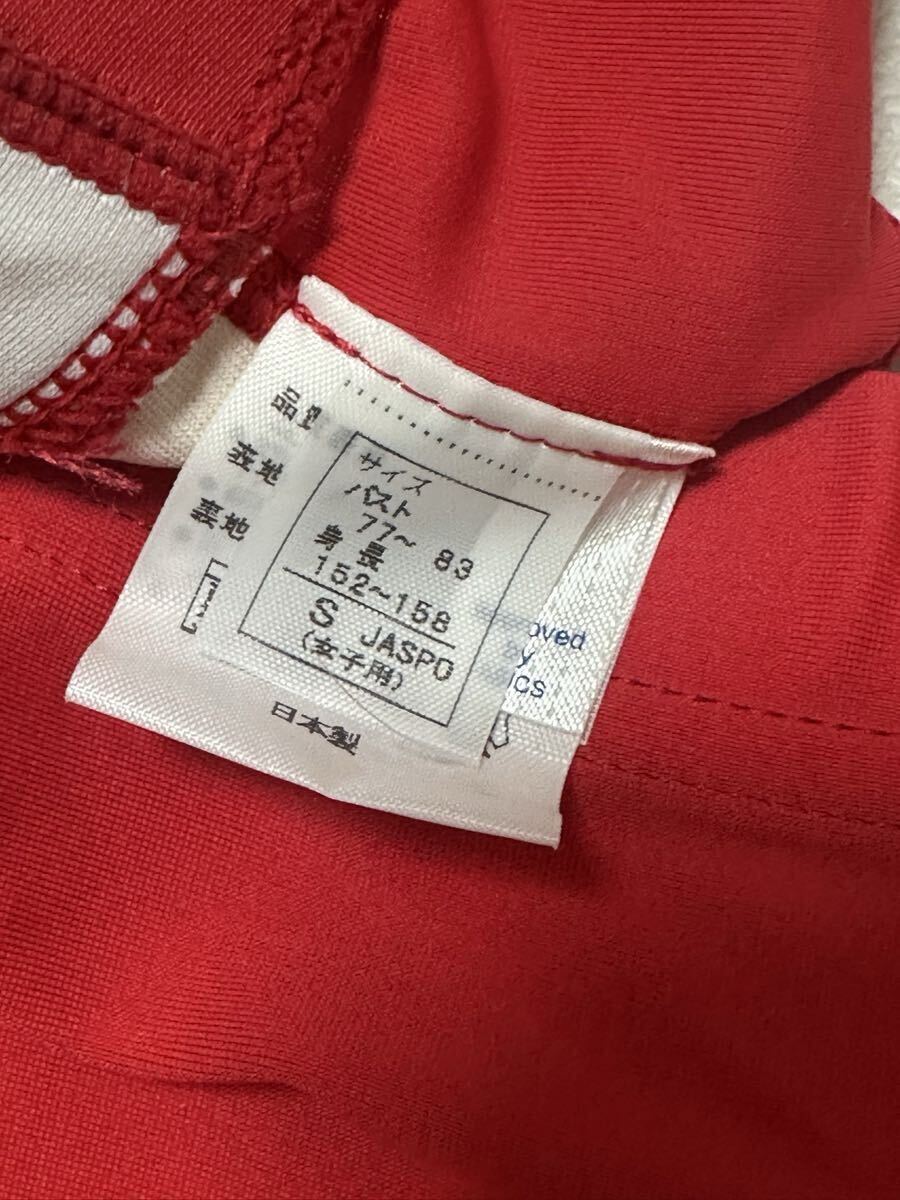 品
表地
裏地
サイズ
バスト
77～ 83
身長
152～158
S JASPO
(女子用)
日本製